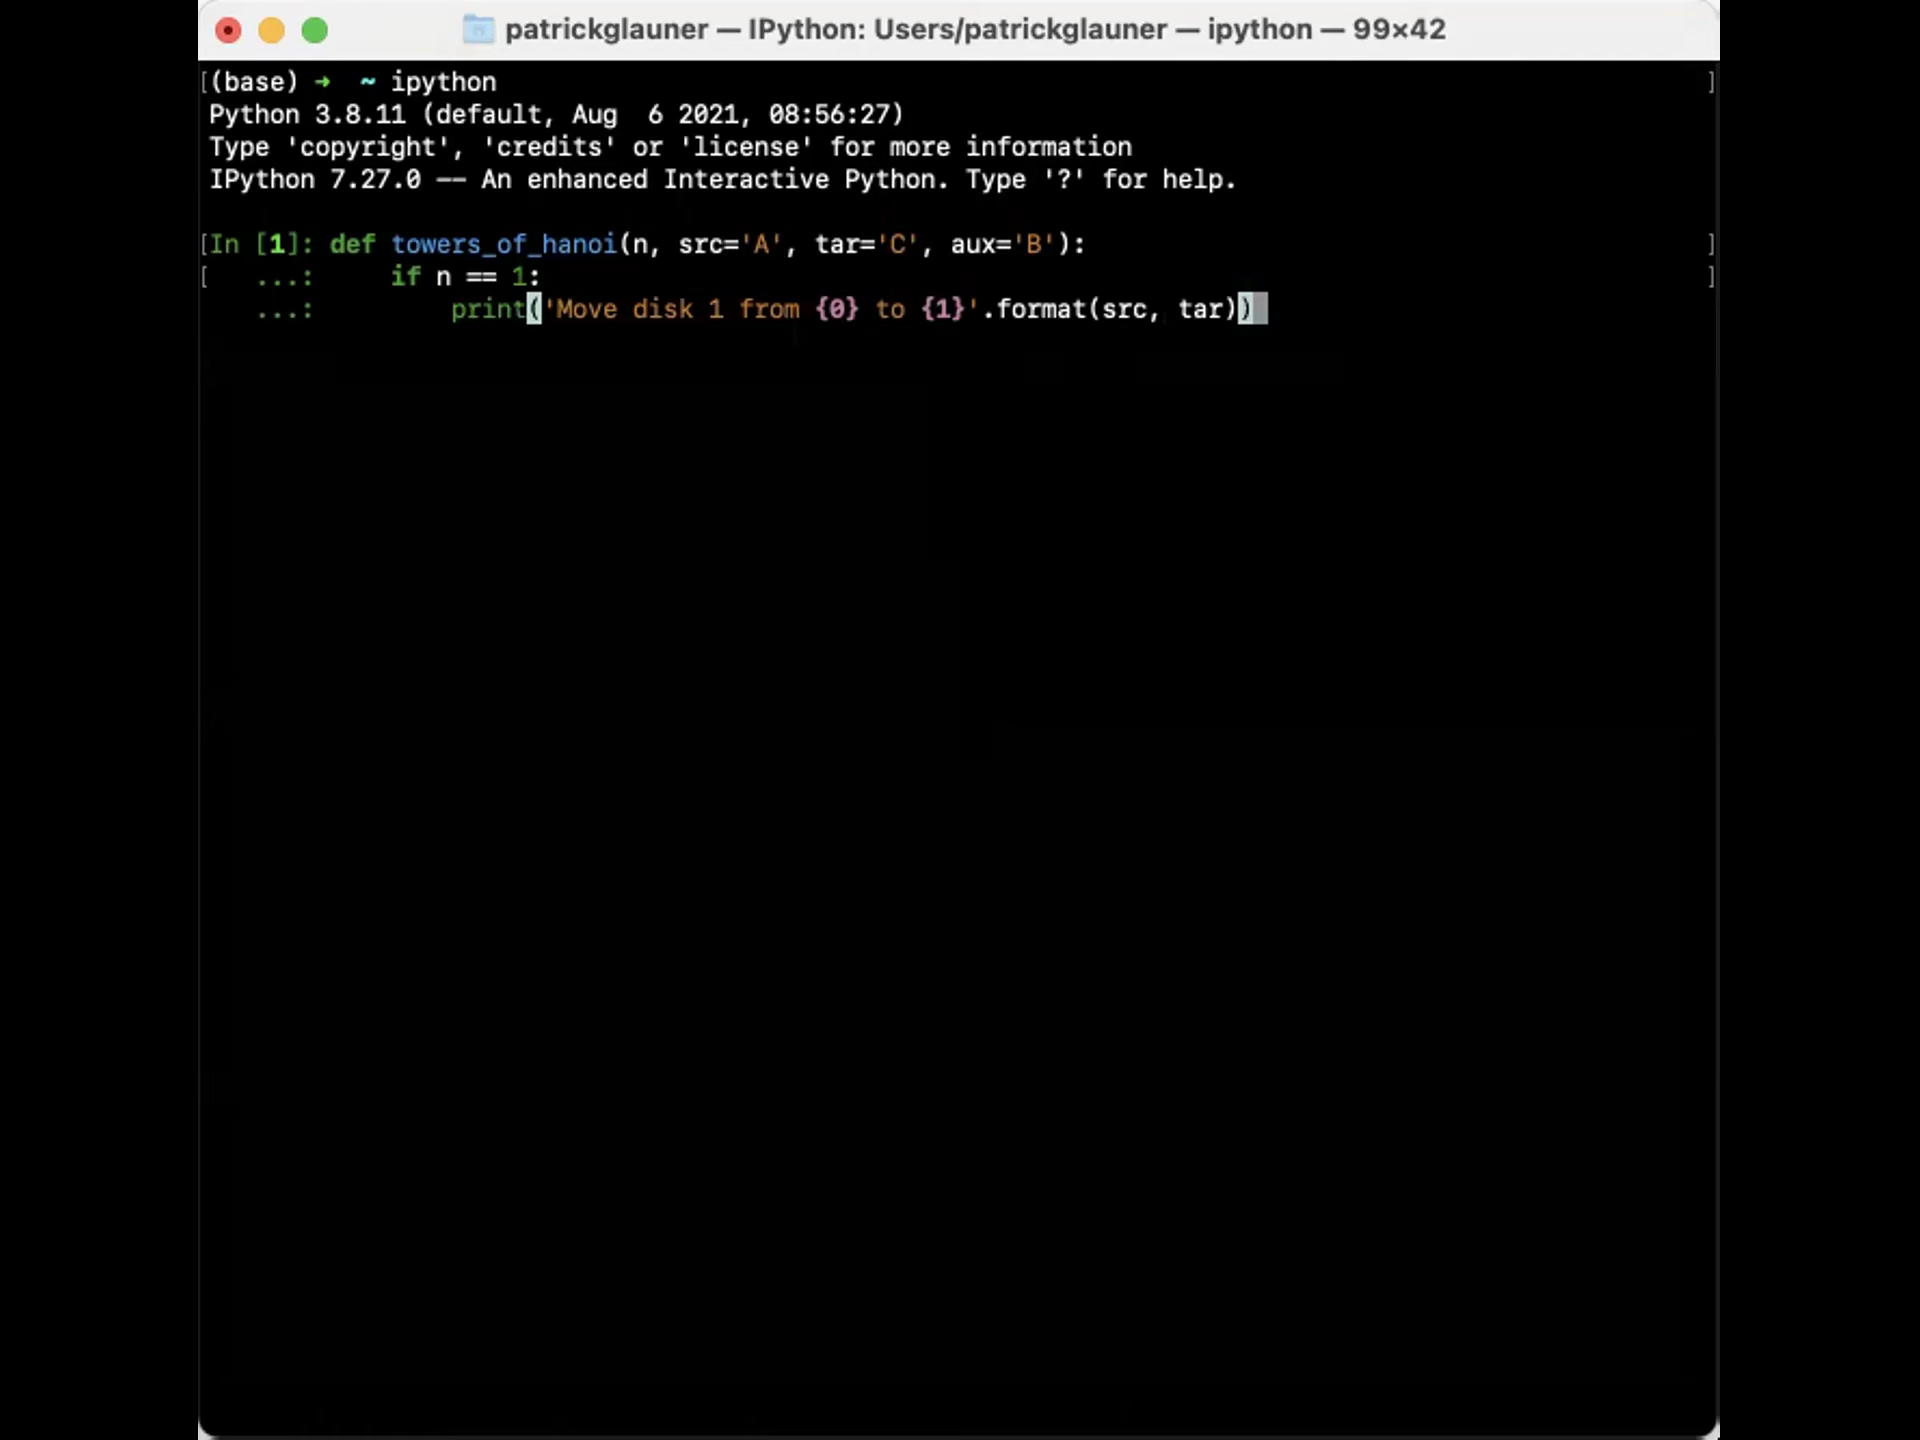 patrickglauner — IPython: Users/patrickglauner — ipython — 99×42
[(base) ➜  ~ ipython ]
Python 3.8.11 (default, Aug  6 2021, 08:56:27)
Type 'copyright', 'credits' or 'license' for more information
IPython 7.27.0 -- An enhanced Interactive Python. Type '?' for help.
[In [1]: def towers_of_hanoi(n, src='A', tar='C', aux='B'): ]
[   ...:     if n == 1: ]
   ...:         print('Move disk 1 from {0} to {1}'.format(src, tar))